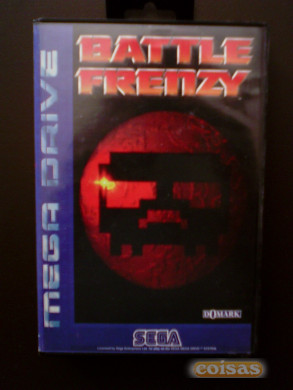 BATTLE
FRENZY
MEGA DRIVE
DOMARK
SEGA
coisas